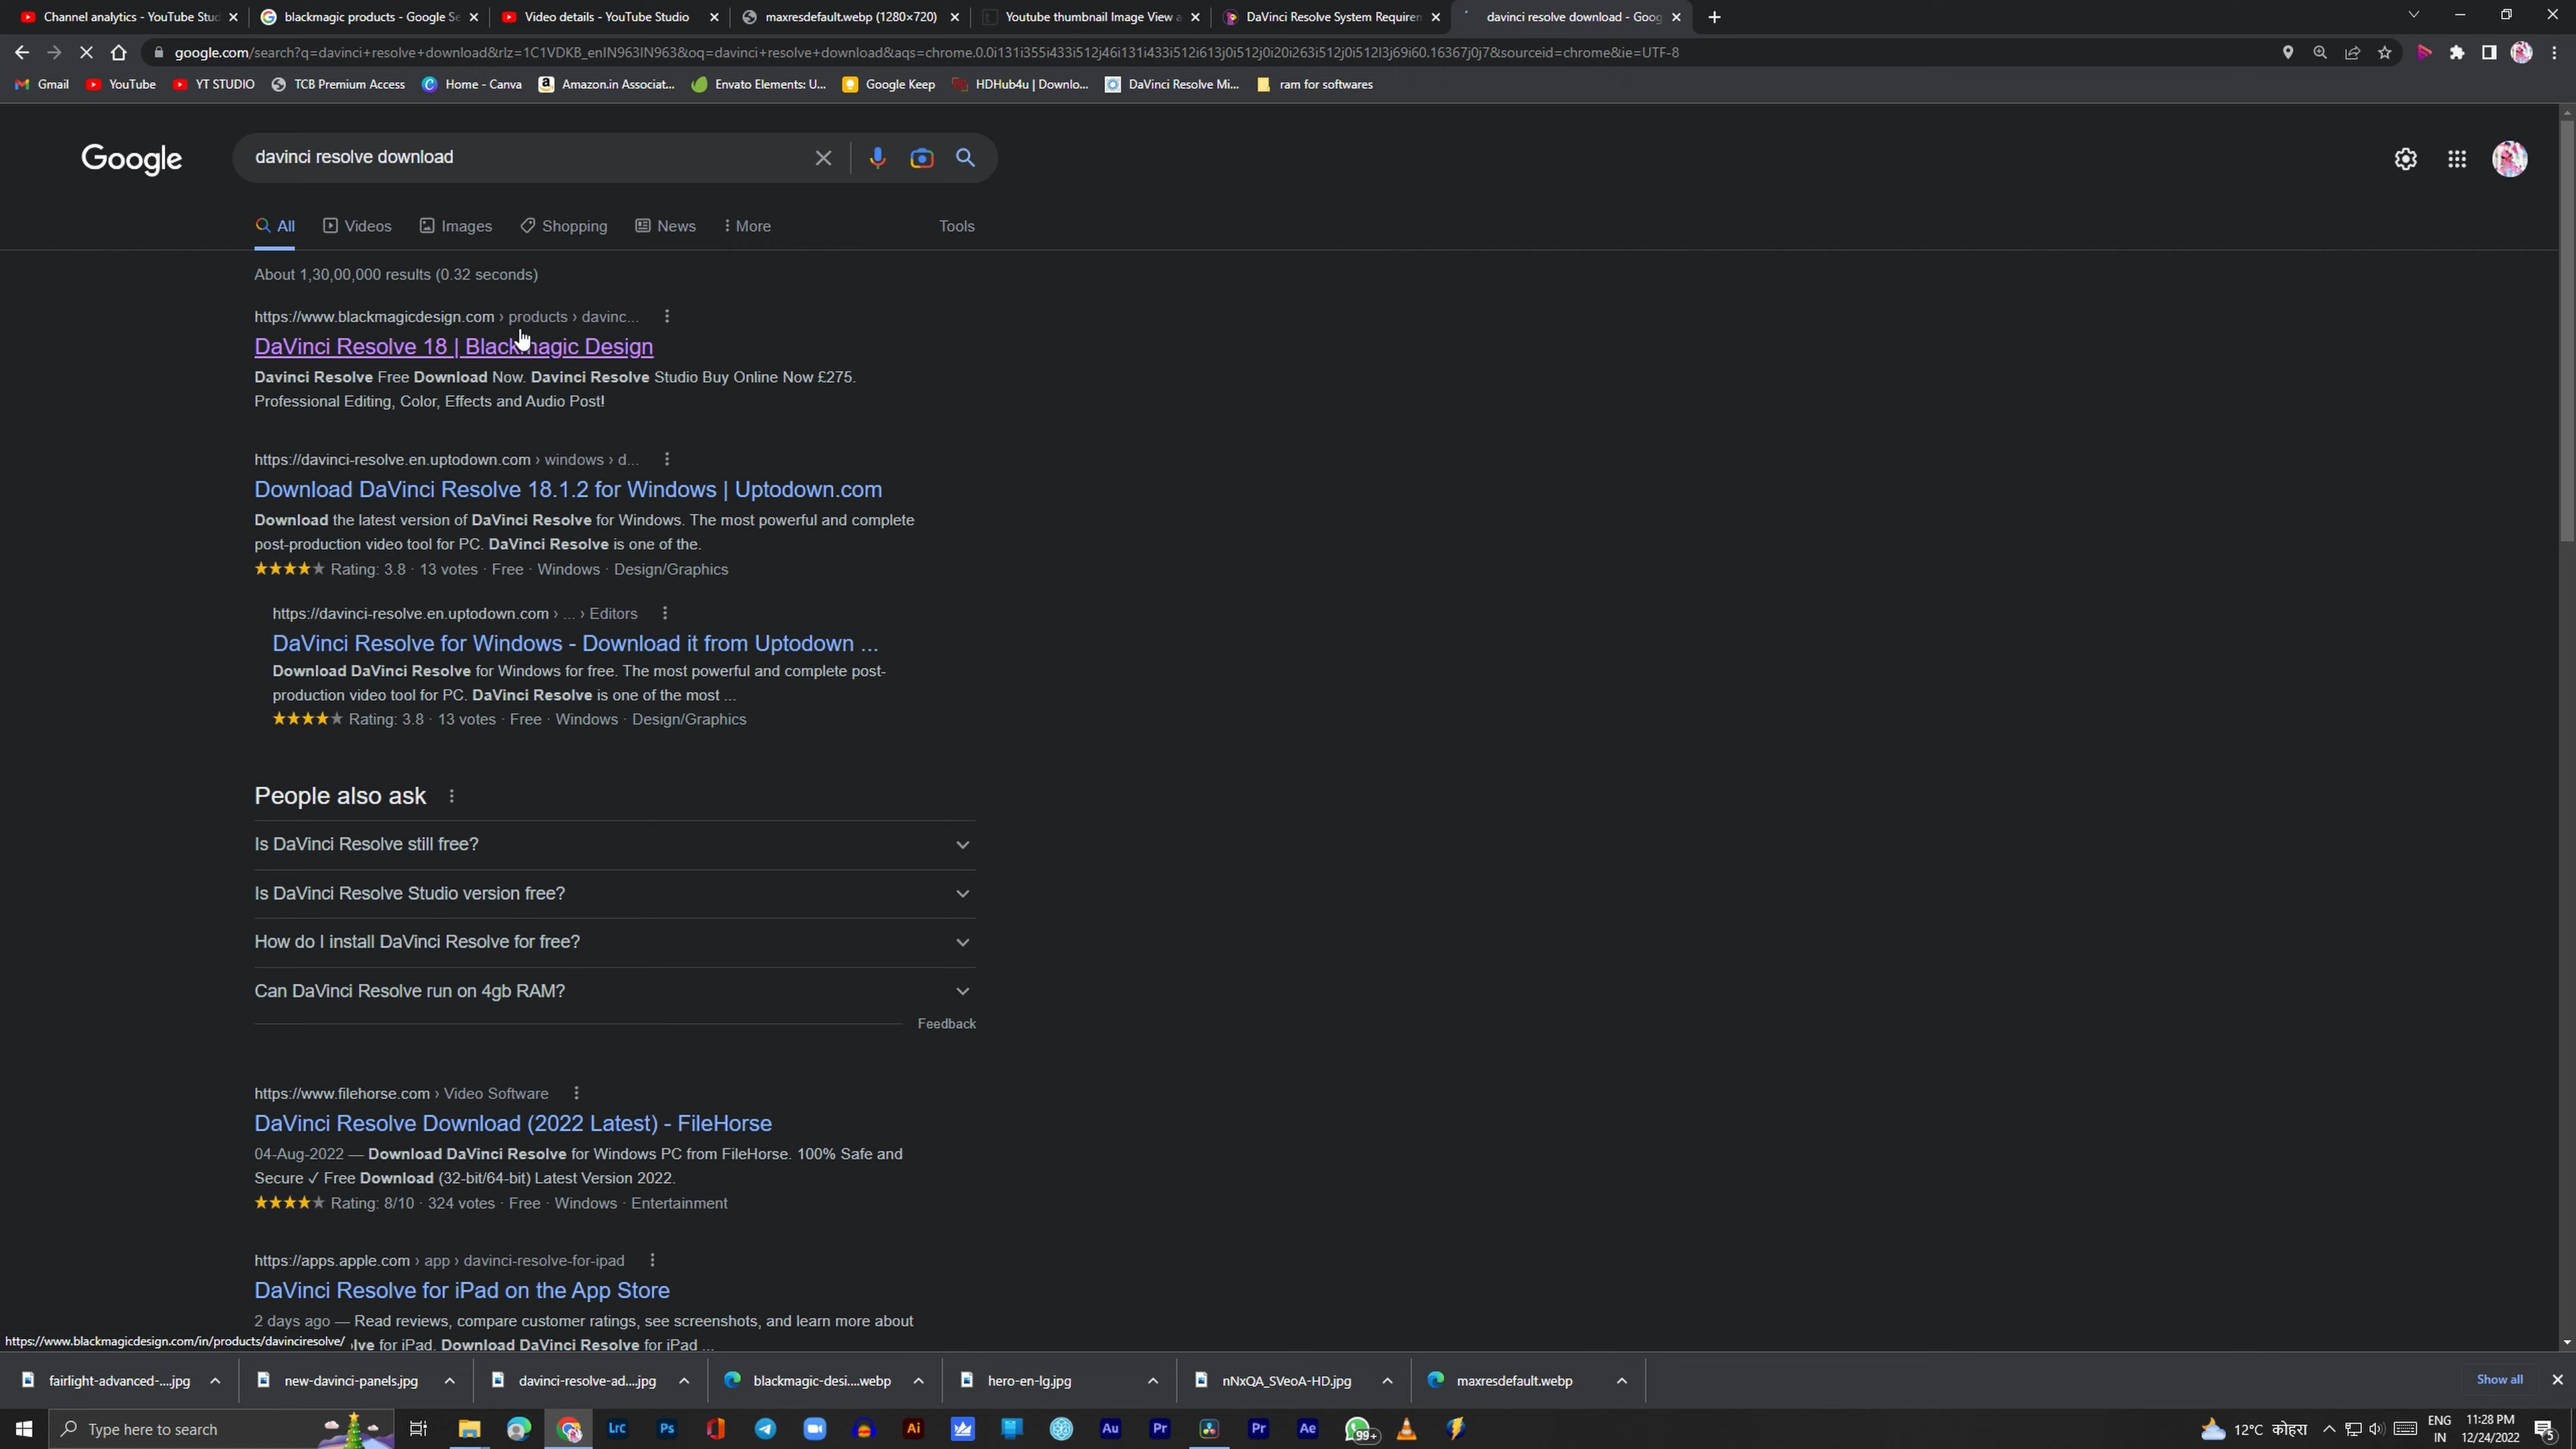 Channel analytics - YouTube Stu
blackmagic products - Google Se
Video details - YouTube Studio
maxresdefault.webp (1280×720)
Youtube thumbnail Image View a
DaVinci Resolve System Requirem
davinci resolve download - Goog
google.com/search?q=davinci+resolve+download&rlz=1C1VDKB_enIN963IN963&oq=davinci+resolve+download&aqs=chrome.0.0i131i355i433i512j46i131i433i512i613j0i512j0i20i263i512j0i512l3j69i60.16367j0j7&sourceid=chrome&ie=UTF-8
Gmail
YouTube
YT STUDIO
TCB Premium Access
Home - Canva
Amazon.in Associat...
Envato Elements: U...
Google Keep
HDHub4u | Downlo...
DaVinci Resolve Mi...
ram for softwares
Google
davinci resolve download
All
Videos
Images
Shopping
News
More
Tools
About 1,30,00,000 results (0.32 seconds)
https://www.blackmagicdesign.com › products › davinc...
DaVinci Resolve 18 | Blackmagic Design
Davinci Resolve Free Download Now. Davinci Resolve Studio Buy Online Now £275.
Professional Editing, Color, Effects and Audio Post!
https://davinci-resolve.en.uptodown.com › windows › d...
Download DaVinci Resolve 18.1.2 for Windows | Uptodown.com
Download the latest version of DaVinci Resolve for Windows. The most powerful and complete
post-production video tool for PC. DaVinci Resolve is one of the.
Rating: 3.8 · 13 votes · Free · Windows · Design/Graphics
https://davinci-resolve.en.uptodown.com › ... › Editors
DaVinci Resolve for Windows - Download it from Uptodown ...
Download DaVinci Resolve for Windows for free. The most powerful and complete post-
production video tool for PC. DaVinci Resolve is one of the most ...
Rating: 3.8 · 13 votes · Free · Windows · Design/Graphics
People also ask
Is DaVinci Resolve still free?
Is DaVinci Resolve Studio version free?
How do I install DaVinci Resolve for free?
Can DaVinci Resolve run on 4gb RAM?
Feedback
https://www.filehorse.com › Video Software
DaVinci Resolve Download (2022 Latest) - FileHorse
04-Aug-2022 — Download DaVinci Resolve for Windows PC from FileHorse. 100% Safe and
Secure ✓ Free Download (32-bit/64-bit) Latest Version 2022.
Rating: 8/10 · 324 votes · Free · Windows · Entertainment
https://apps.apple.com › app › davinci-resolve-for-ipad
DaVinci Resolve for iPad on the App Store
2 days ago — Read reviews, compare customer ratings, see screenshots, and learn more about
https://www.blackmagicdesign.com/in/products/davinciresolve/
lve for iPad. Download DaVinci Resolve for iPad ...
fairlight-advanced-....jpg
new-davinci-panels.jpg
davinci-resolve-ad....jpg
blackmagic-desi....webp
hero-en-lg.jpg
nNxQA_SVeoA-HD.jpg
maxresdefault.webp
Show all
Type here to search
LrC
Ps
Ai
Au
Pr
Pr
Ae
99+
12°C कोहरा
ENG
IN
11:28 PM
12/24/2022
5